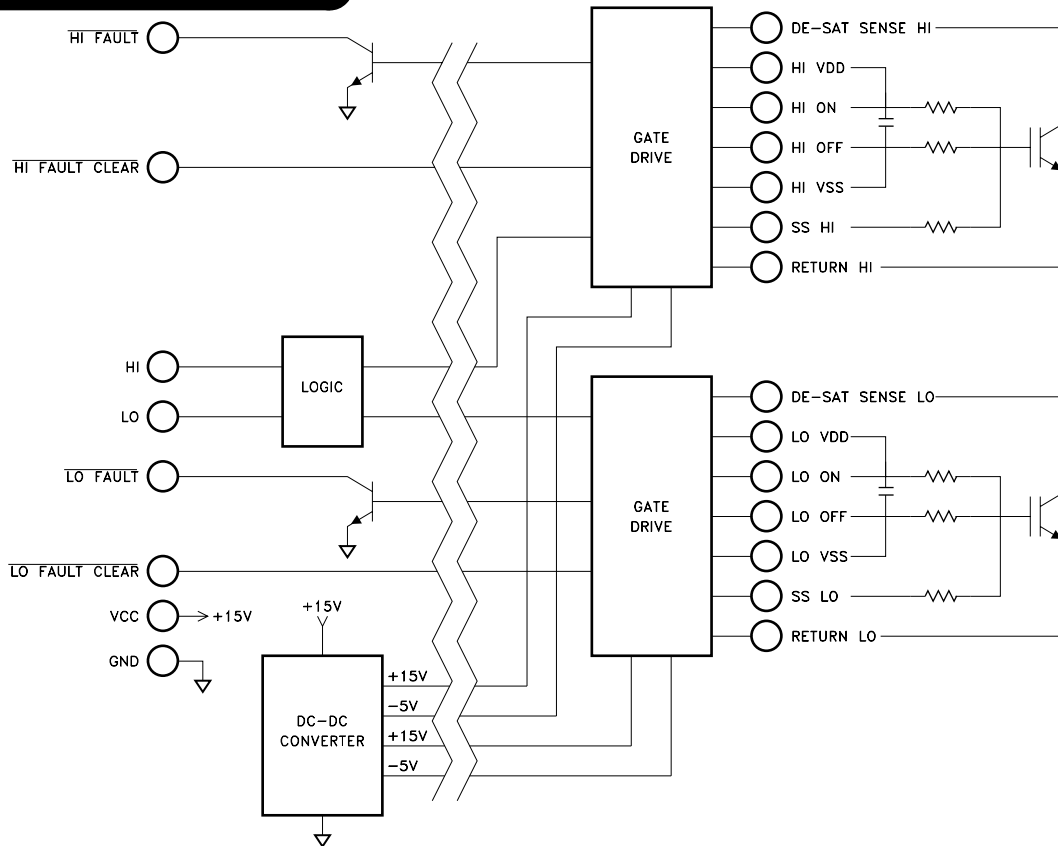 HI FAULT
HI FAULT CLEAR
HI
LO
LO FAULT
LO FAULT CLEAR
VCC
+15V
GND
LOGIC
+15V
DC-DC
CONVERTER
+15V
-5V
+15V
-5V
GATE
DRIVE
DE-SAT SENSE HI
HI VDD
HI ON
HI OFF
HI VSS
SS HI
RETURN HI
GATE
DRIVE
DE-SAT SENSE LO
LO VDD
LO ON
LO OFF
LO VSS
SS LO
RETURN LO